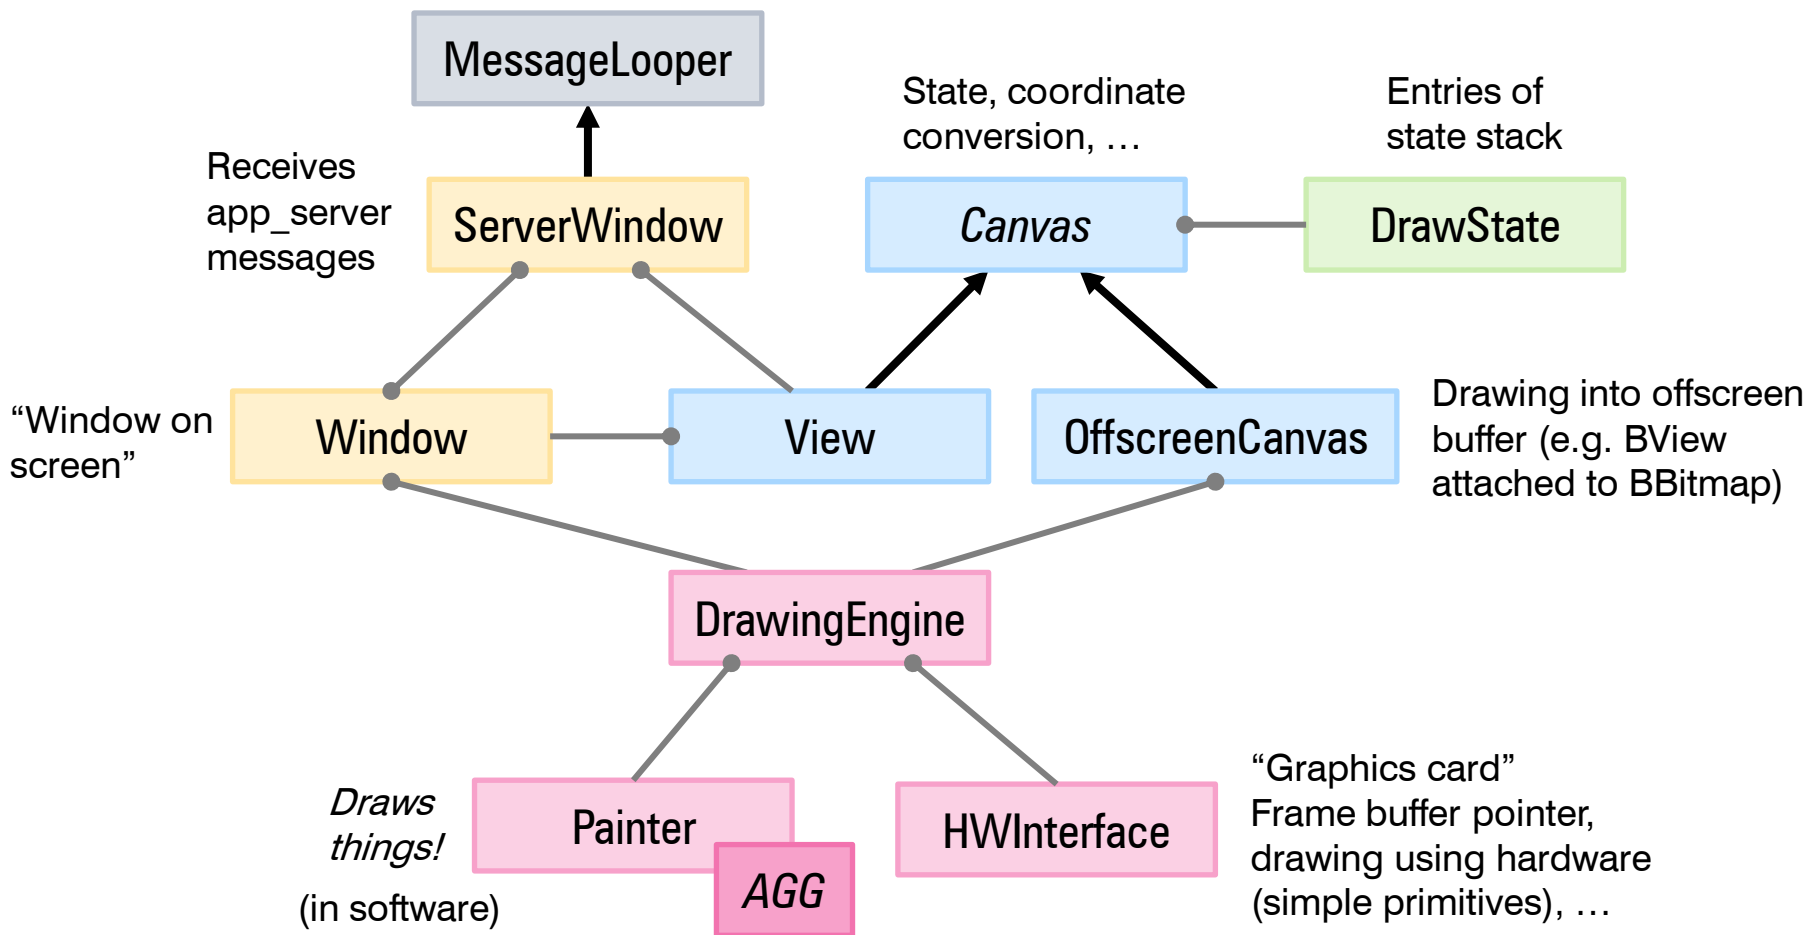 MessageLooper
State, coordinate
conversion, …
Entries of
state stack
Receives
app_server
messages
ServerWindow
Canvas
DrawState
“Window on
screen”
Window
View
OffscreenCanvas
Drawing into offscreen
buffer (e.g. BView
attached to BBitmap)
DrawingEngine
Draws
things!
(in software)
Painter
AGG
HWInterface
“Graphics card”
Frame buffer pointer,
drawing using hardware
(simple primitives), …